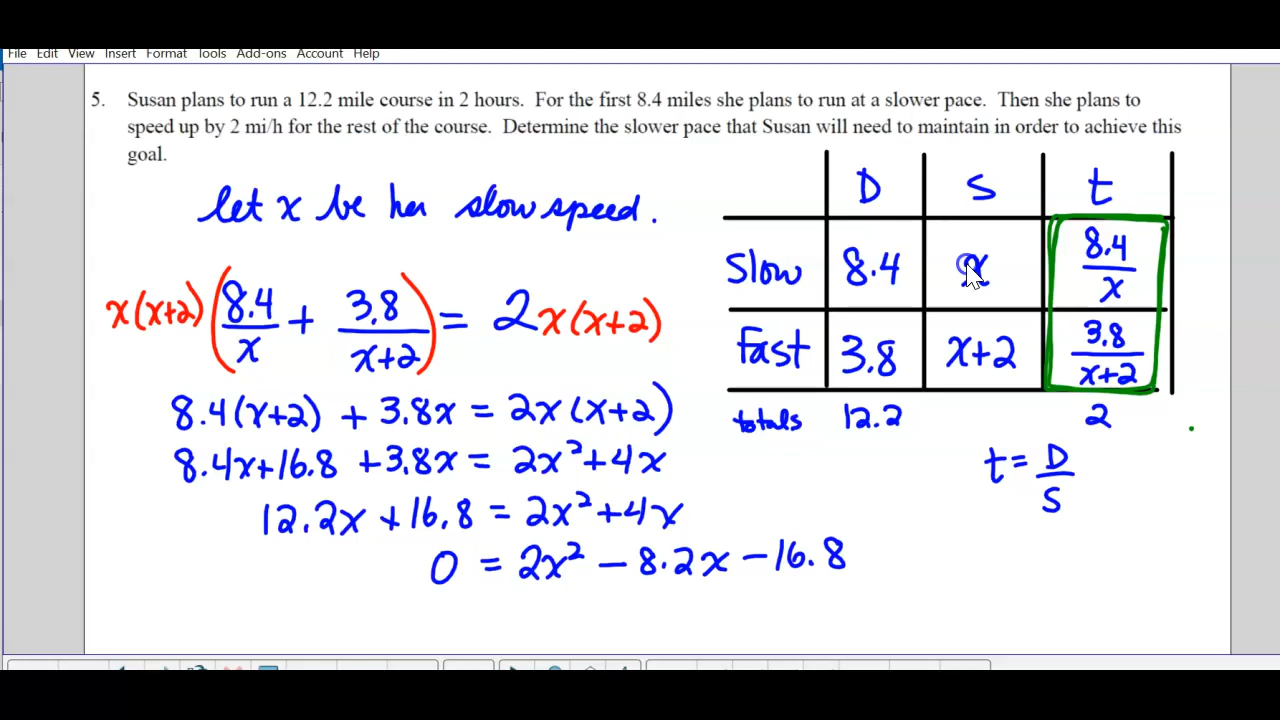 File Edit View Insert Format Tools Add-ons Account Help
5. Susan plans to run a 12.2 mile course in 2 hours. For the first 8.4 miles she plans to run at a slower pace. Then she plans to
speed up by 2 mi/h for the rest of the course. Determine the slower pace that Susan will need to maintain in order to achieve this
goal.
let x be her slow speed.
x(x+2)(8.4/x + 3.8/(x+2)) = 2x(x+2)
8.4(x+2) + 3.8x = 2x(x+2)
8.4x+16.8 +3.8x = 2x²+4x
12.2x +16.8 = 2x²+4x
0 = 2x² – 8.2x – 16.8
D S t
Slow 8.4 x 8.4/x
Fast 3.8 x+2 3.8/(x+2)
totals 12.2 2
t = D/S